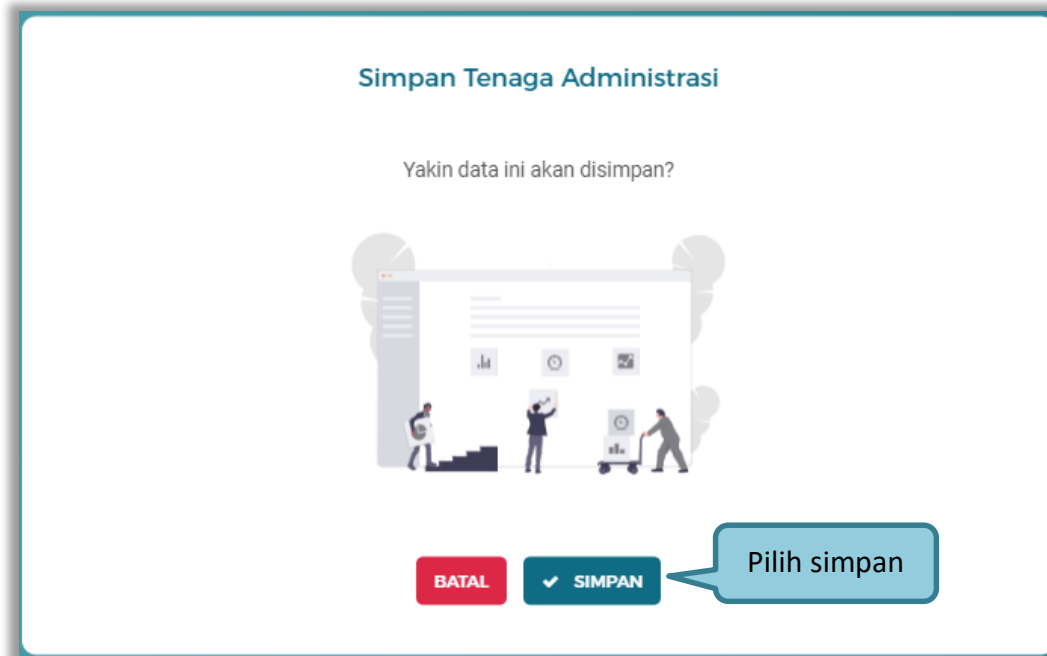 Simpan Tenaga Administrasi
Yakin data ini akan disimpan?
BATAL
SIMPAN
Pilih simpan